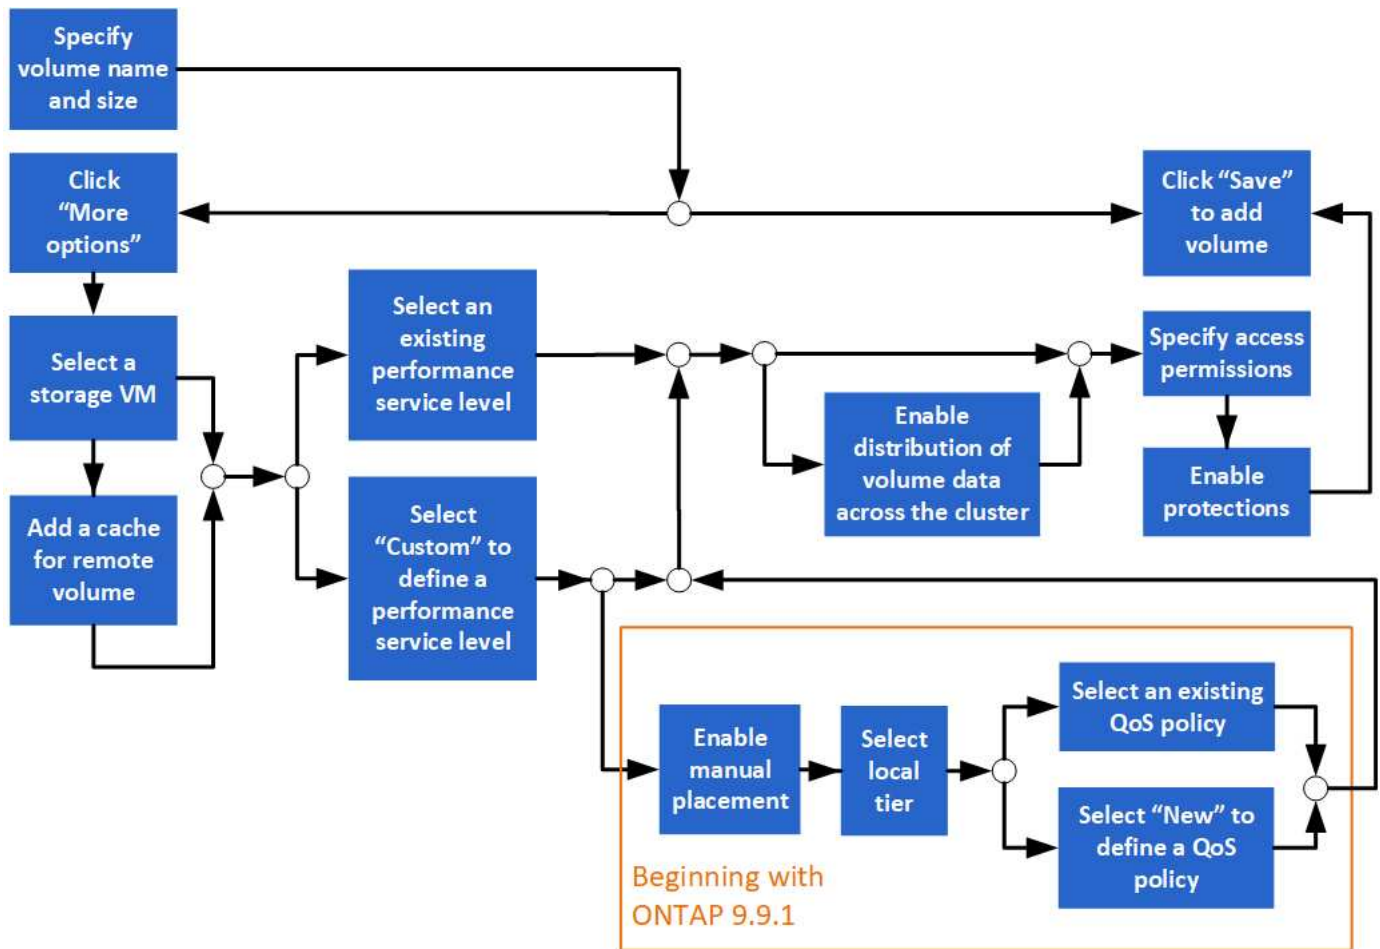 Specify
volume name
and size
Click
“More
options”
Click “Save”
to add
volume
Select a
storage VM
Select an
existing
performance
service level
Specify access
permissions
Enable
distribution of
volume data
across the cluster
Enable
protections
Add a cache
for remote
volume
Select
“Custom” to
define a
performance
service level
Enable
manual
placement
Select
local
tier
Select an existing
QoS policy
Select “New” to
define a QoS
policy
Beginning with
ONTAP 9.9.1